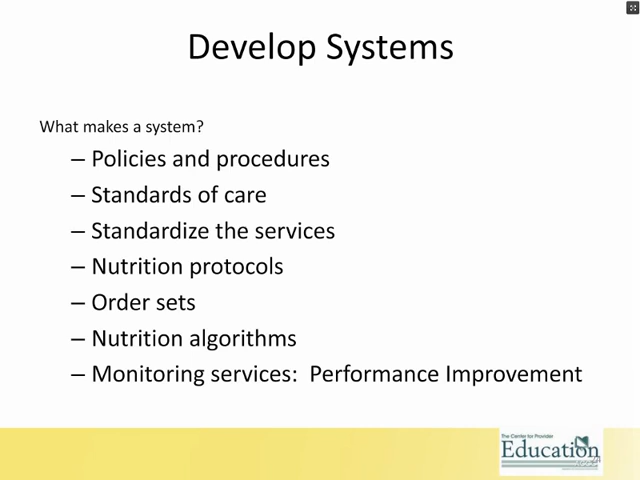 Develop Systems
What makes a system?
– Policies and procedures
– Standards of care
– Standardize the services
– Nutrition protocols
– Order sets
– Nutrition algorithms
– Monitoring services:  Performance Improvement
The Center for Provider
Education